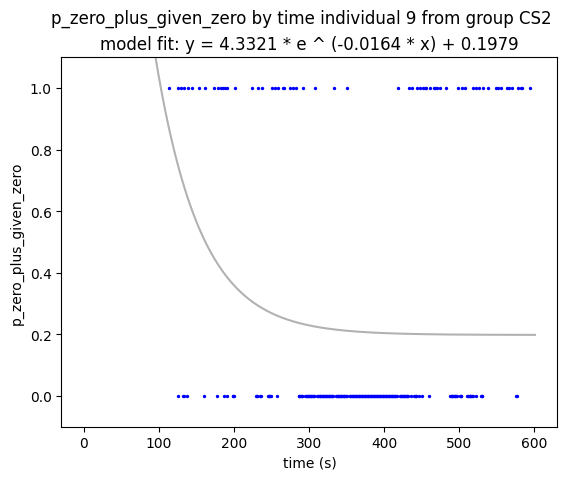 p_zero_plus_given_zero by time individual 9 from group CS2
model fit: y = 4.3321 * e ^ (-0.0164 * x) + 0.1979
p_zero_plus_given_zero
1.0
0.8
0.6
0.4
0.2
0.0
0 100 200 300 400 500 600
time (s)